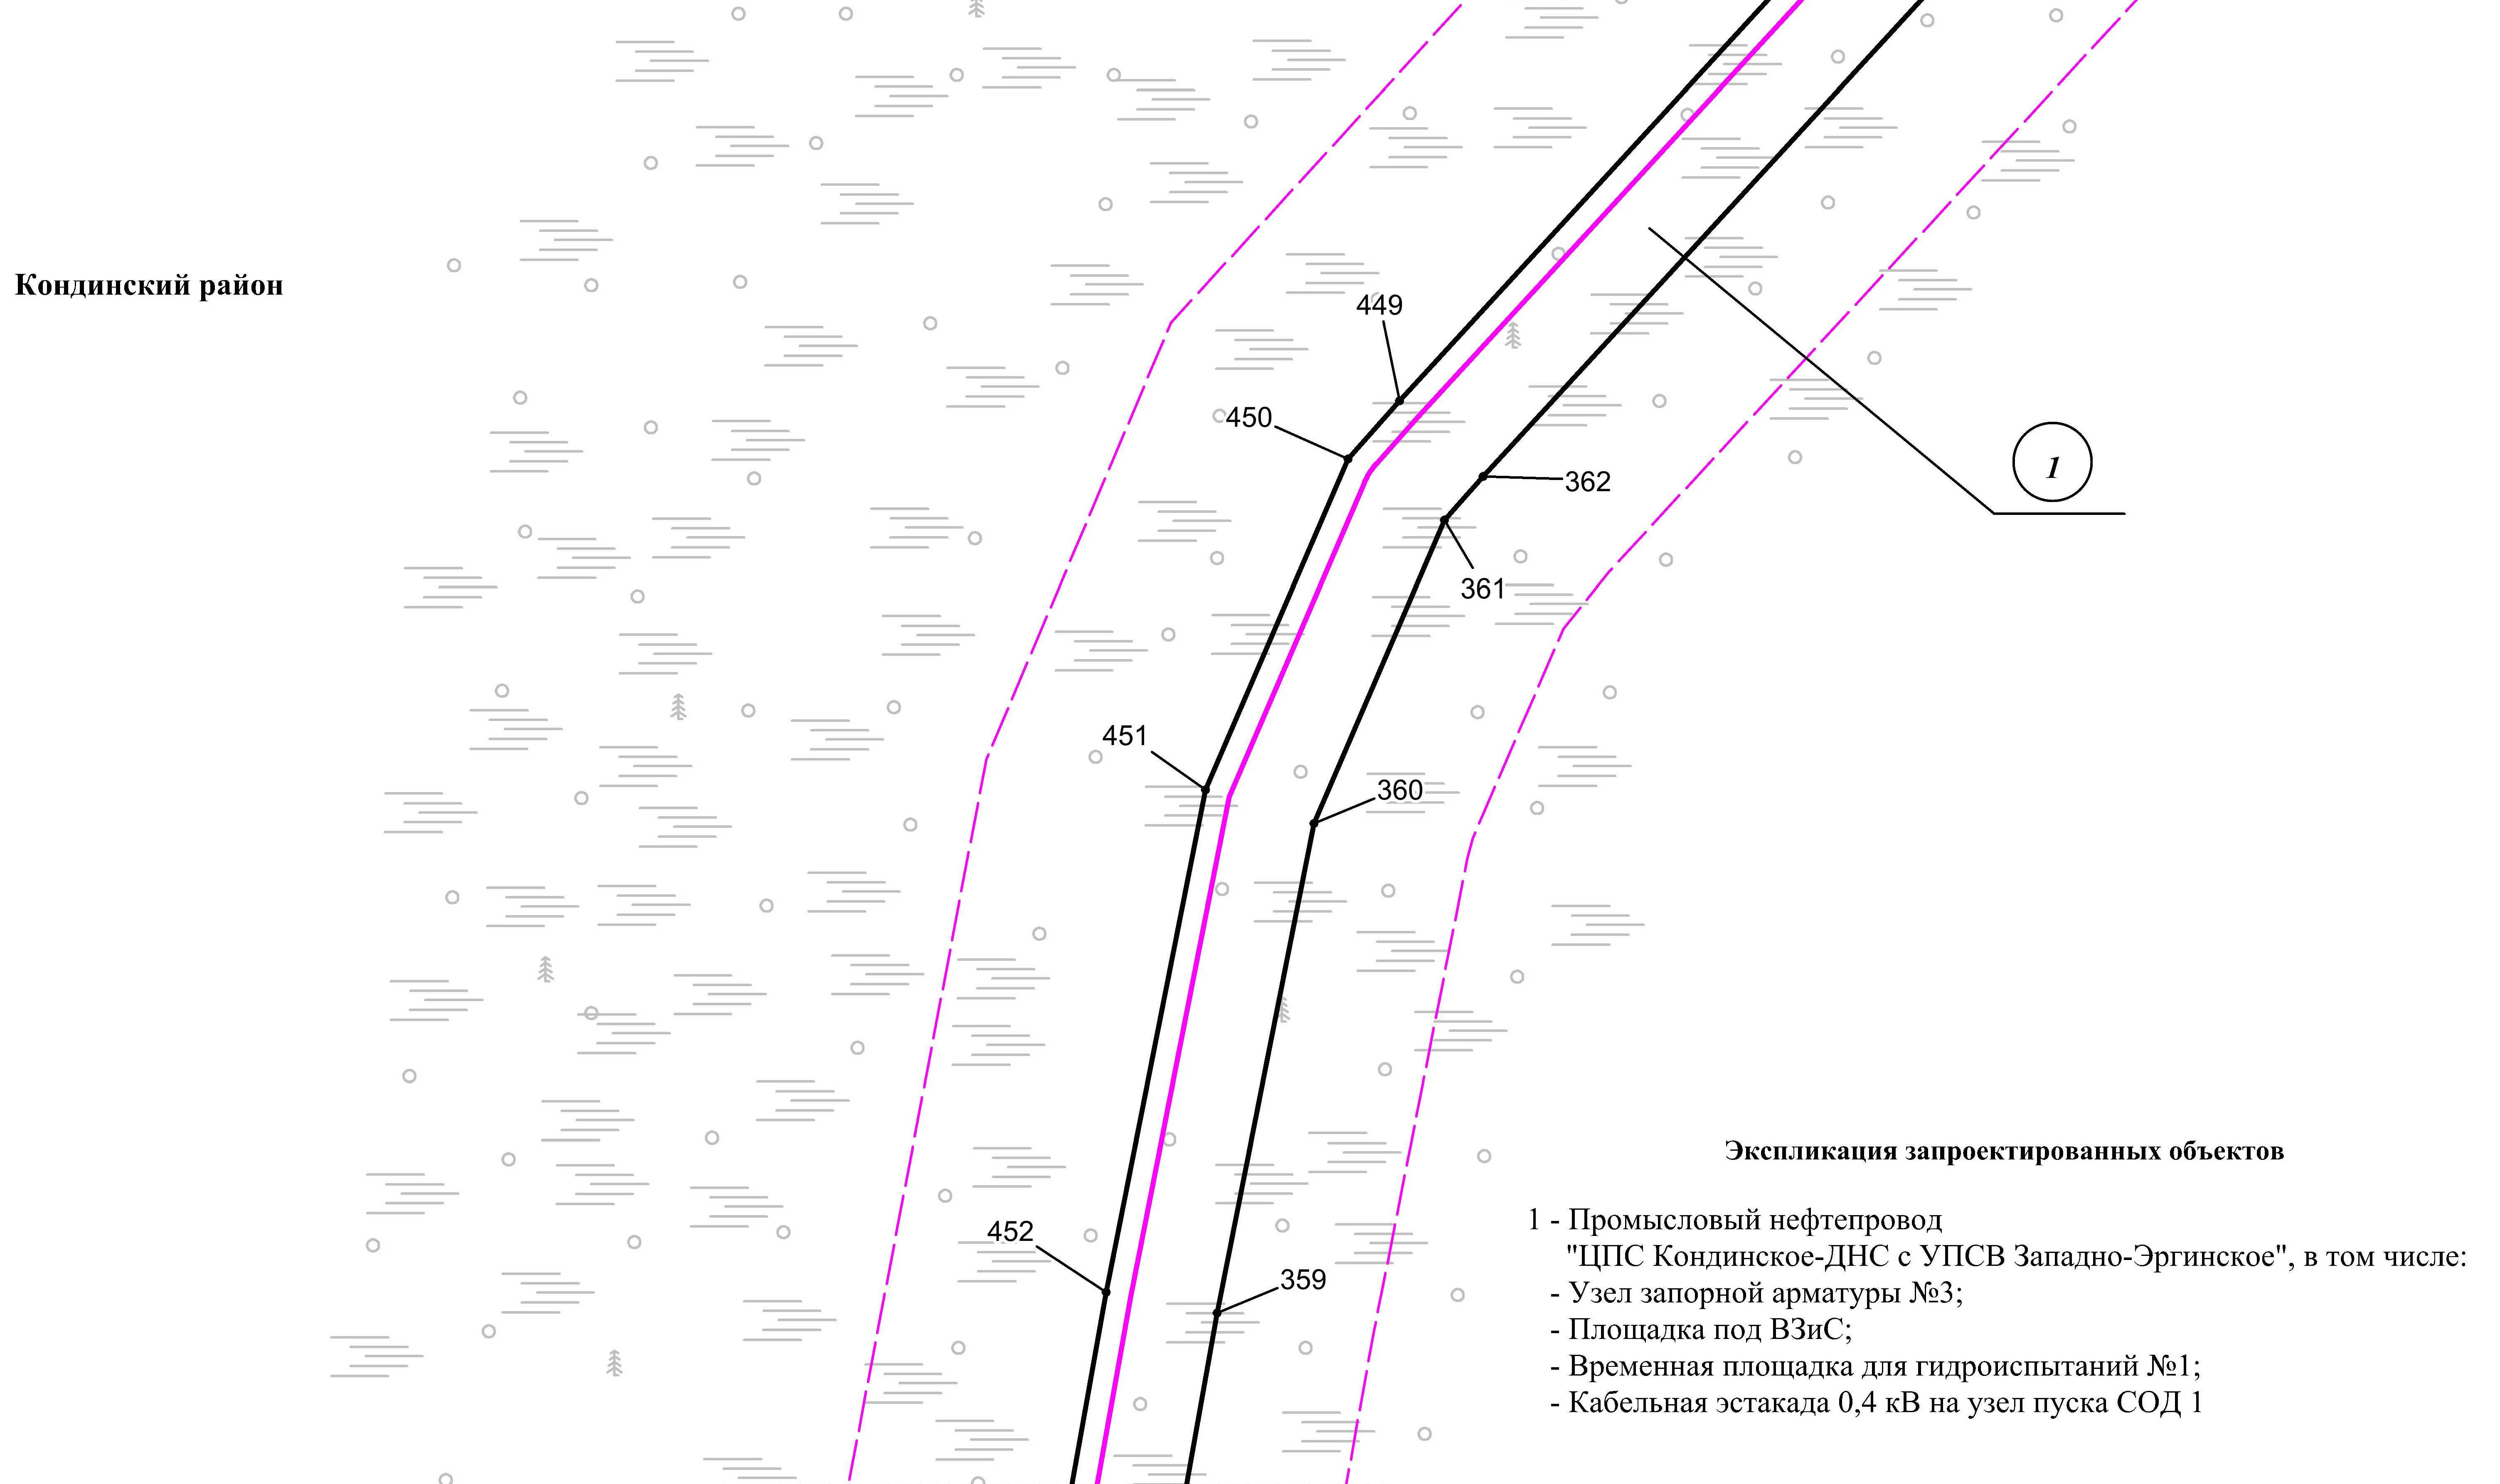 Кондинский район
449
450
362
1
361
451
360
452
359
Экспликация запроектированных объектов
1 - Промысловый нефтепровод
"ЦПС Кондинское-ДНС с УПСВ Западно-Эргинское", в том числе:
- Узел запорной арматуры №3;
- Площадка под ВЗиС;
- Временная площадка для гидроиспытаний №1;
- Кабельная эстакада 0,4 кВ на узел пуска СОД 1